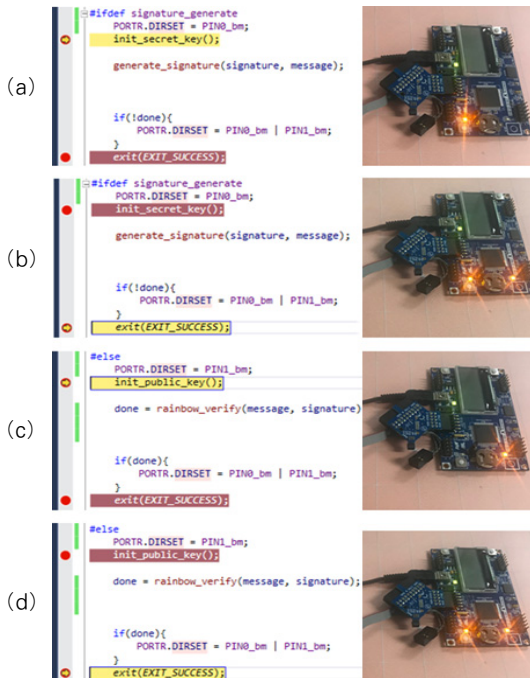 (a)
#ifdef signature_generate
PORTR.DIRSET = PIN0_bm;
init_secret_key();
generate_signature(signature, message);
if(!done){
PORTR.DIRSET = PIN0_bm | PIN1_bm;
}
exit(EXIT_SUCCESS);
(b)
#ifdef signature_generate
PORTR.DIRSET = PIN0_bm;
init_secret_key();
generate_signature(signature, message);
if(!done){
PORTR.DIRSET = PIN0_bm | PIN1_bm;
}
exit(EXIT_SUCCESS);
(c)
#else
PORTR.DIRSET = PIN1_bm;
init_public_key();
done = rainbow_verify(message, signature)
if(done){
PORTR.DIRSET = PIN0_bm | PIN1_bm;
}
exit(EXIT_SUCCESS);
(d)
#else
PORTR.DIRSET = PIN1_bm;
init_public_key();
done = rainbow_verify(message, signature);
if(done){
PORTR.DIRSET = PIN0_bm | PIN1_bm;
}
exit(EXIT_SUCCESS);